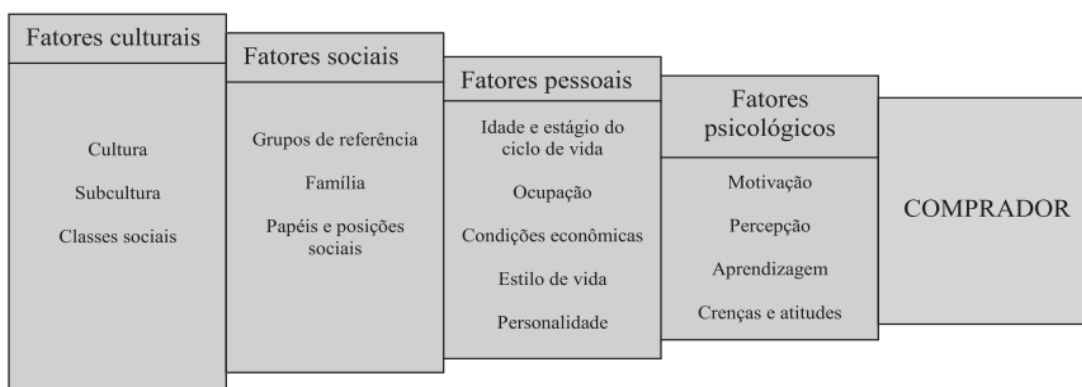 Fatores culturais
Cultura
Subcultura
Classes sociais
Fatores sociais
Grupos de referência
Família
Papéis e posições
sociais
Fatores pessoais
Idade e estágio do
ciclo de vida
Ocupação
Condições econômicas
Estilo de vida
Personalidade
Fatores
psicológicos
Motivação
Percepção
Aprendizagem
Crenças e atitudes
COMPRADOR